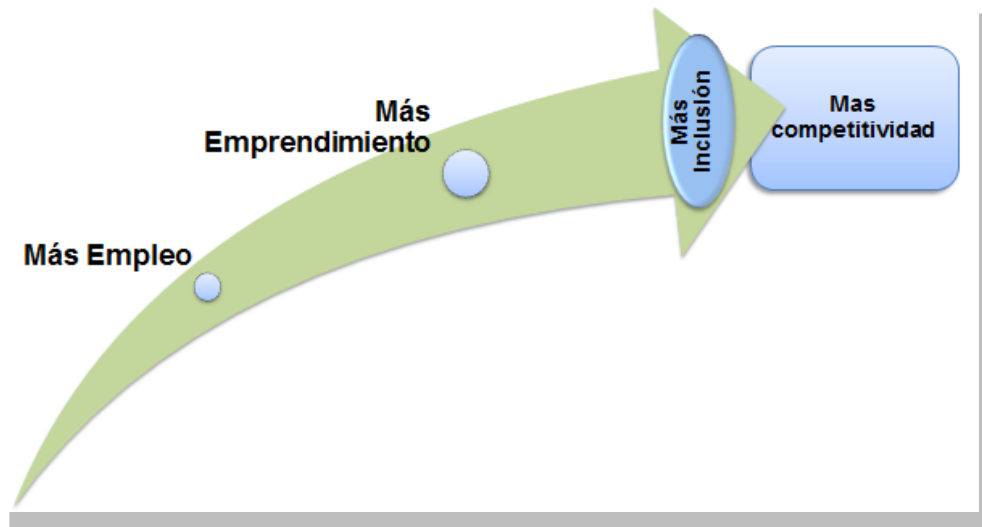 Más
Emprendimiento
Más Empleo
Más
Inclusión
Mas
competitividad